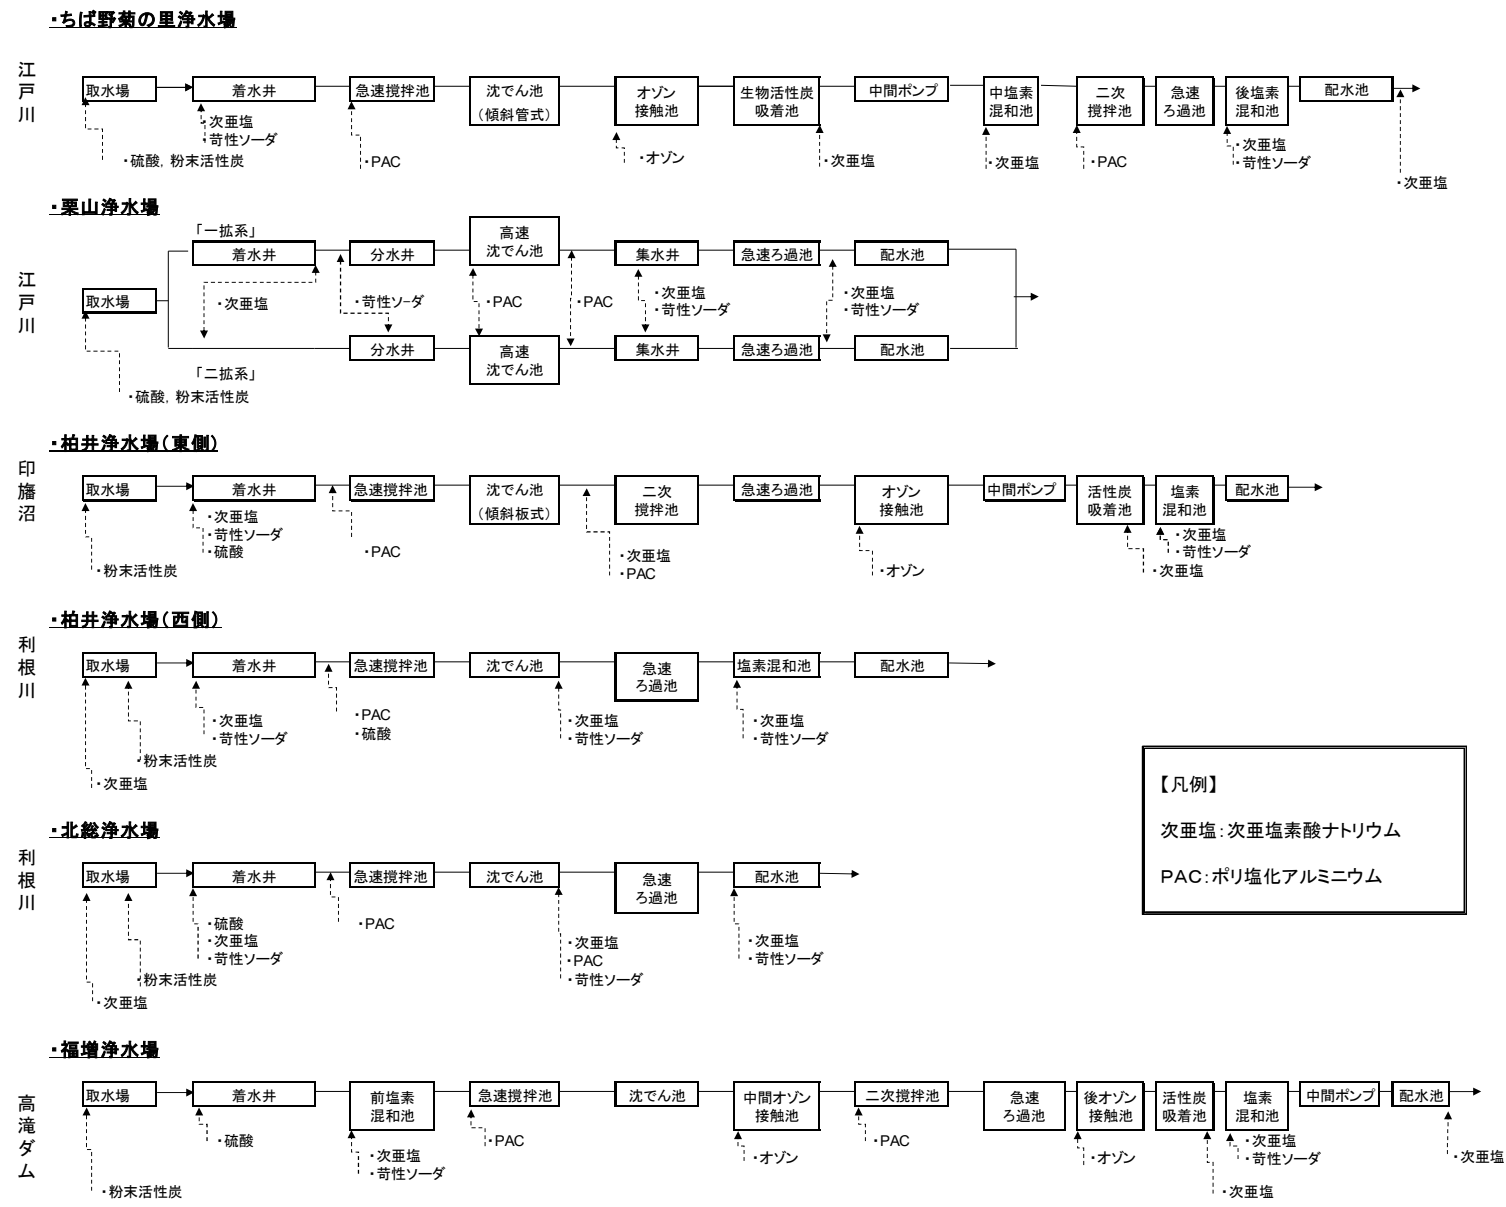 ・ちば野菊の里浄水場
江戸川
取水場
着水井
急速撹拌池
沈でん池
(傾斜管式)
オゾン
接触池
生物活性炭
吸着池
中間ポンプ
中塩素
混和池
二次
撹拌池
急速
ろ過池
後塩素
混和池
配水池
・硫酸，粉末活性炭
・次亜塩
・苛性ソーダ
・PAC
・オゾン
・次亜塩
・次亜塩
・PAC
・次亜塩
・苛性ソーダ
・次亜塩
・栗山浄水場
江戸川
取水場
「一拡系」
着水井
分水井
高速
沈でん池
集水井
急速ろ過池
配水池
・次亜塩
・苛性ソーダ
・PAC
・PAC
・次亜塩
・苛性ソーダ
・次亜塩
・苛性ソーダ
分水井
高速
沈でん池
集水井
急速ろ過池
配水池
「二拡系」
・硫酸，粉末活性炭
・柏井浄水場（東側）
印旛沼
取水場
着水井
急速撹拌池
沈でん池
(傾斜板式)
二次
撹拌池
急速ろ過池
オゾン
接触池
中間ポンプ
活性炭
吸着池
塩素
混和池
配水池
・粉末活性炭
・次亜塩
・苛性ソーダ
・硫酸
・PAC
・次亜塩
・PAC
・オゾン
・次亜塩
・次亜塩
・苛性ソーダ
・柏井浄水場（西側）
利根川
取水場
着水井
急速撹拌池
沈でん池
急速
ろ過池
塩素混和池
配水池
・次亜塩
・粉末活性炭
・次亜塩
・苛性ソーダ
・PAC
・硫酸
・次亜塩
・苛性ソーダ
・次亜塩
・苛性ソーダ
【凡例】
次亜塩：次亜塩素酸ナトリウム
ＰＡＣ：ポリ塩化アルミニウム
・北総浄水場
利根川
取水場
着水井
急速撹拌池
沈でん池
急速
ろ過池
配水池
・次亜塩
・粉末活性炭
・硫酸
・次亜塩
・苛性ソーダ
・PAC
・次亜塩
・PAC
・苛性ソーダ
・次亜塩
・苛性ソーダ
・福増浄水場
高滝ダム
取水場
着水井
前塩素
混和池
急速撹拌池
沈でん池
中間オゾン
接触池
二次撹拌池
急速
ろ過池
後オゾン
接触池
活性炭
吸着池
塩素
混和池
中間ポンプ
配水池
・粉末活性炭
・硫酸
・次亜塩
・苛性ソーダ
・PAC
・オゾン
・PAC
・オゾン
・次亜塩
・次亜塩
・苛性ソーダ
・次亜塩